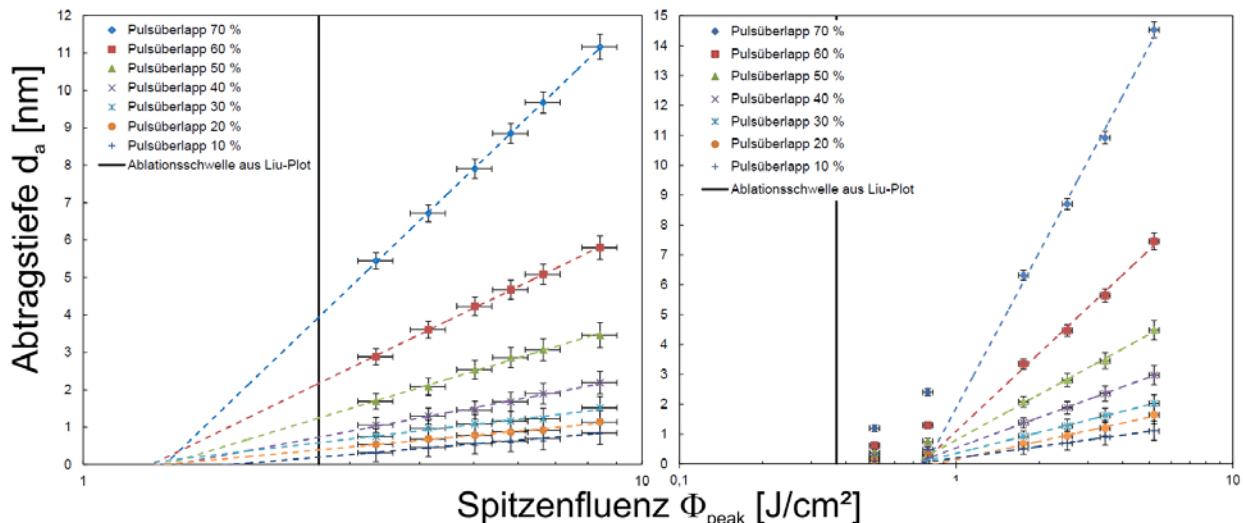 Abtragstiefe dₐ [nm]
12
11
10
9
8
7
6
5
4
3
2
1
0
Pulsüberlapp 70 %
Pulsüberlapp 60 %
Pulsüberlapp 50 %
Pulsüberlapp 40 %
Pulsüberlapp 30 %
Pulsüberlapp 20 %
Pulsüberlapp 10 %
Ablationsschwelle aus Liu-Plot
1
10
15
14
13
12
11
10
9
8
7
6
5
4
3
2
1
0
Pulsüberlapp 70 %
Pulsüberlapp 60 %
Pulsüberlapp 50 %
Pulsüberlapp 40 %
Pulsüberlapp 30 %
Pulsüberlapp 20 %
Pulsüberlapp 10 %
Ablationsschwelle aus Liu-Plot
0,1
1
10
Spitzenfluenz Φpeak [J/cm²]